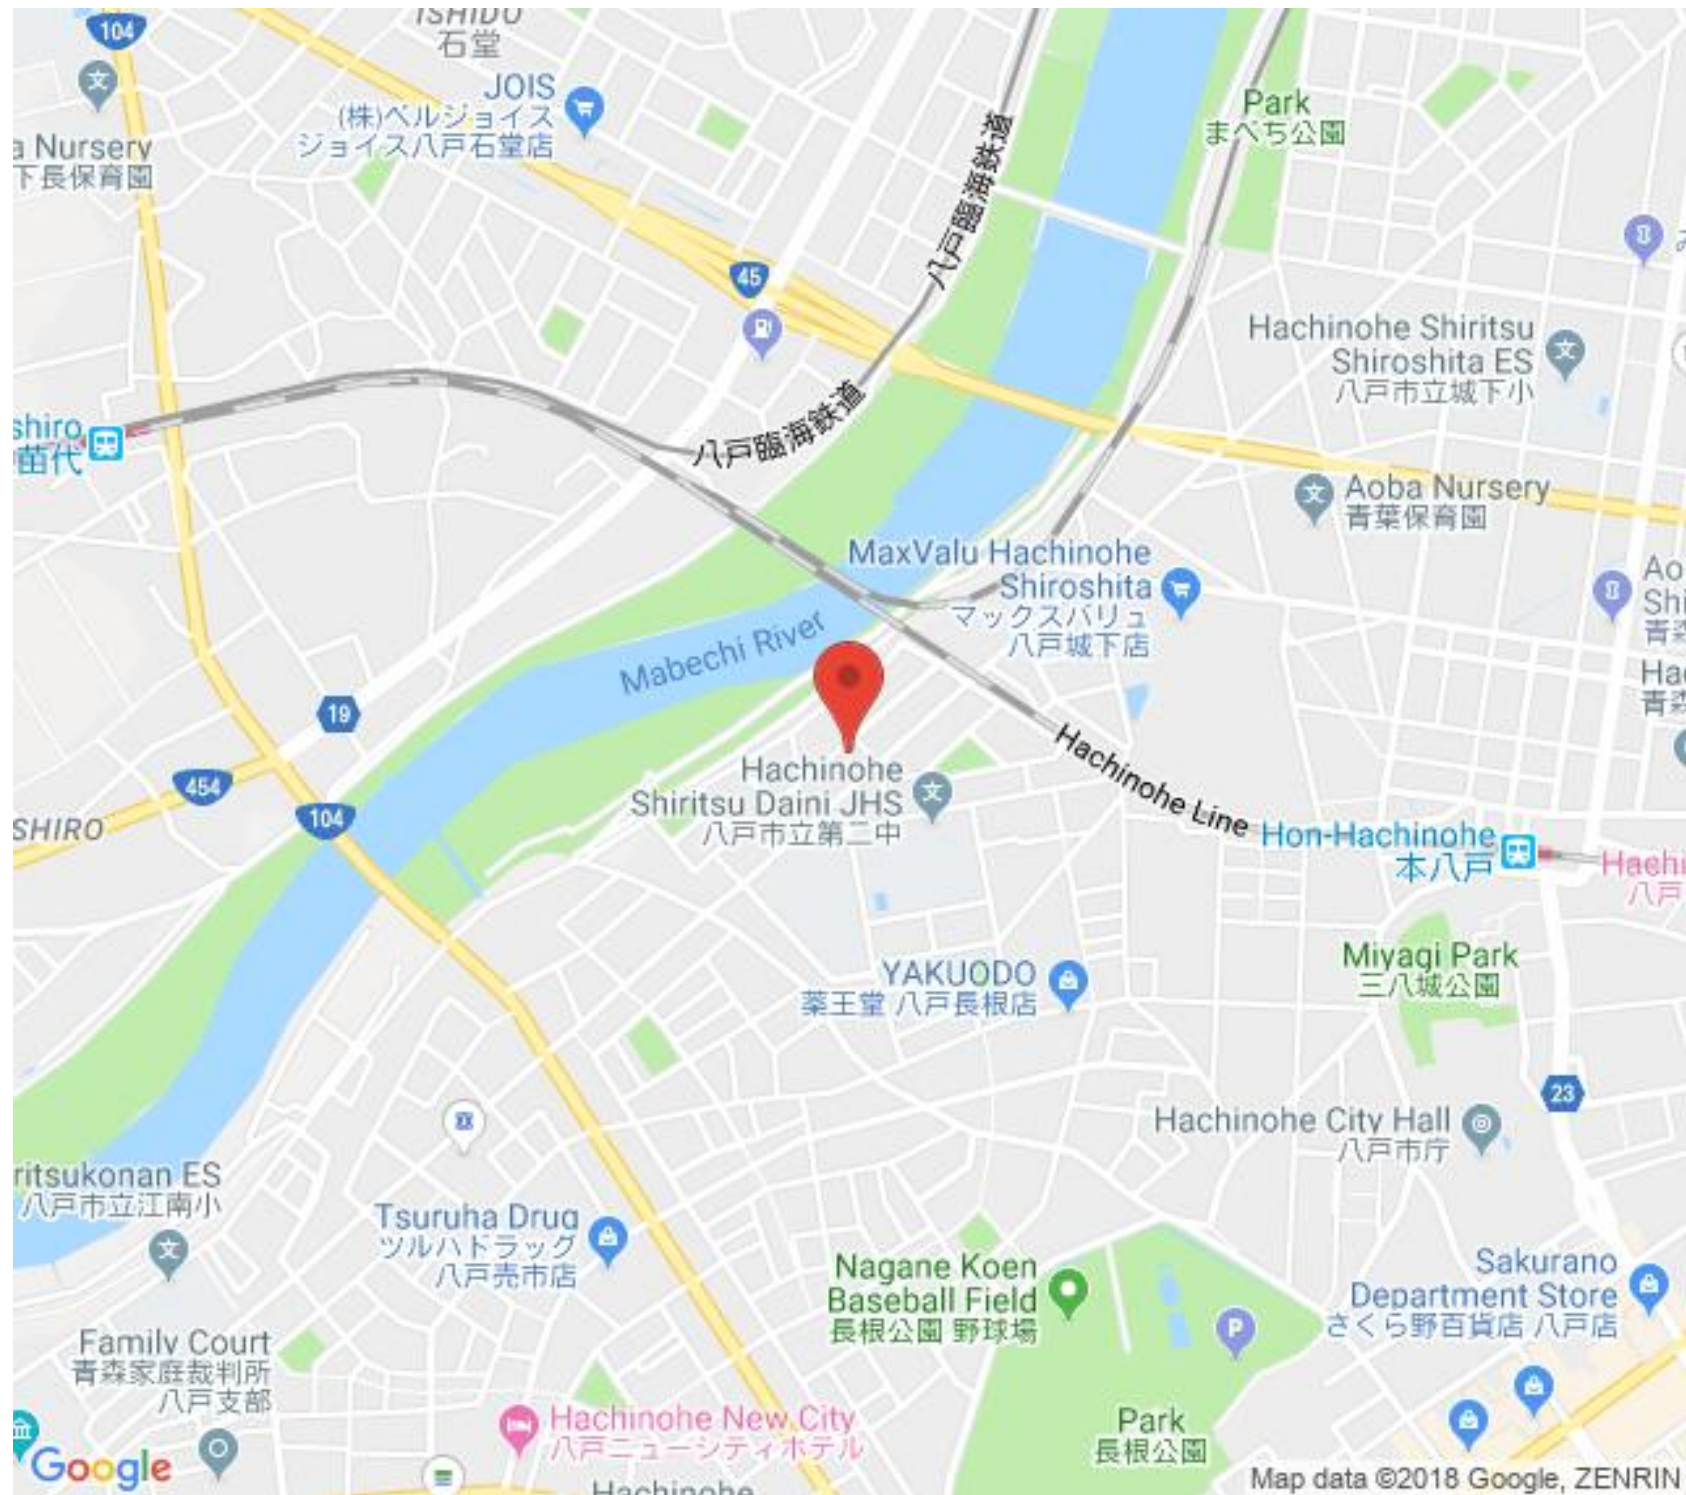 ISHIDO
石堂
104
JOIS
(株)ベルジョイス
ジョイス八戸石堂店
Park
まべち公園
a Nursery
下長保育園
八戸臨海鉄道
45
Hachinohe Shiritsu
Shiroshita ES
八戸市立城下小
shiro
苗代
八戸臨海鉄道
Aoba Nursery
青葉保育園
MaxValu Hachinohe
Shiroshita
マックスバリュ
八戸城下店
Ao
Shi
青森
Mabechi River
Hac
青森
19
Hachinohe Line
454
104
SHIRO
Hachinohe
Shiritsu Daini JHS
八戸市立第二中
Hon-Hachinohe
本八戸
Hachi
八戸
YAKUODO
薬王堂 八戸長根店
Miyagi Park
三八城公園
23
Hachinohe City Hall
八戸市庁
ritsukonan ES
八戸市立江南小
Tsuruha Drug
ツルハドラッグ
八戸売市店
Nagane Koen
Baseball Field
長根公園 野球場
P
Sakurano
Department Store
さくら野百貨店 八戸店
Family Court
青森家庭裁判所
八戸支部
Hachinohe New City
八戸ニューシティホテル
Park
長根公園
Google
Hachinohe
Map data ©2018 Google, ZENRIN